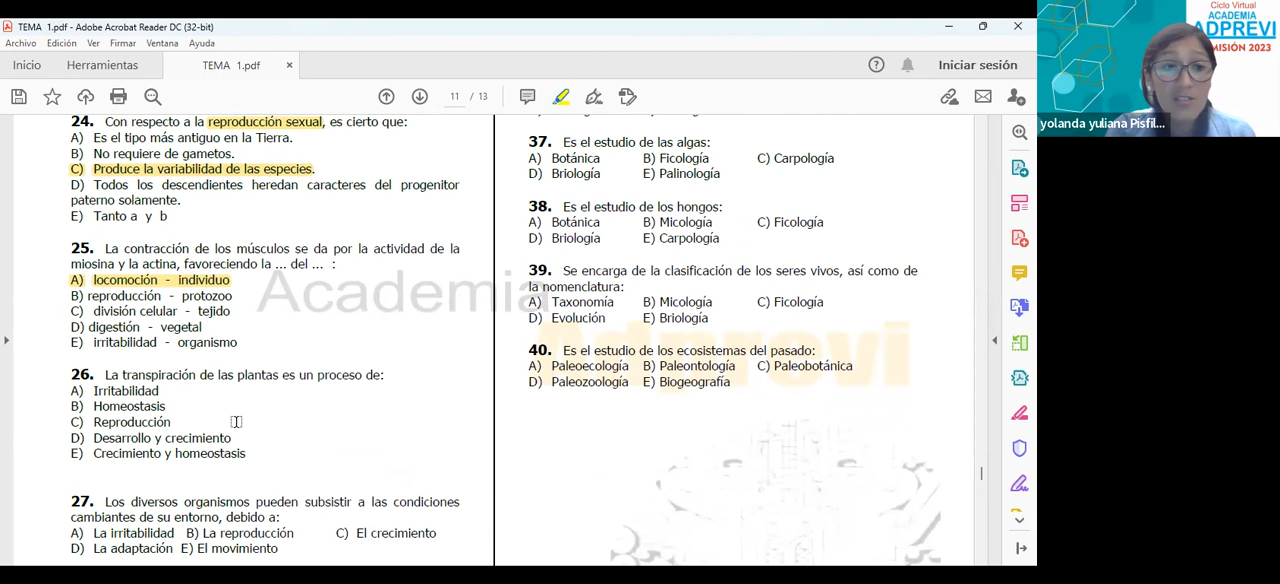 TEMA 1.pdf - Adobe Acrobat Reader DC (32-bit)
Archivo Edición Ver Firmar Ventana Ayuda
Inicio Herramientas TEMA 1.pdf × Iniciar sesión
11 / 13
24. Con respecto a la reproducción sexual, es cierto que:
A) Es el tipo más antiguo en la Tierra.
B) No requiere de gametos.
C) Produce la variabilidad de las especies.
D) Todos los descendientes heredan caracteres del progenitor
paterno solamente.
E) Tanto a y b
25. La contracción de los músculos se da por la actividad de la
miosina y la actina, favoreciendo la ... del ... :
A) locomoción - individuo
B) reproducción - protozoo
C) división celular - tejido
D) digestión - vegetal
E) irritabilidad - organismo
26. La transpiración de las plantas es un proceso de:
A) Irritabilidad
B) Homeostasis
C) Reproducción
D) Desarrollo y crecimiento
E) Crecimiento y homeostasis
27. Los diversos organismos pueden subsistir a las condiciones
cambiantes de su entorno, debido a:
A) La irritabilidad B) La reproducción C) El crecimiento
D) La adaptación E) El movimiento
37. Es el estudio de las algas:
A) Botánica B) Ficología C) Carpología
D) Briología E) Palinología
38. Es el estudio de los hongos:
A) Botánica B) Micología C) Ficología
D) Briología E) Carpología
39. Se encarga de la clasificación de los seres vivos, así como de
la nomenclatura:
A) Taxonomía B) Micología C) Ficología
D) Evolución E) Briología
40. Es el estudio de los ecosistemas del pasado:
A) Paleoecología B) Paleontología C) Paleobotánica
D) Paleozoología E) Biogeografía
Academia
Adprevi
Ciclo Virtual
ACADEMIA
ADPREVI
MISIÓN 2023
yolanda yuliana Pisfil...